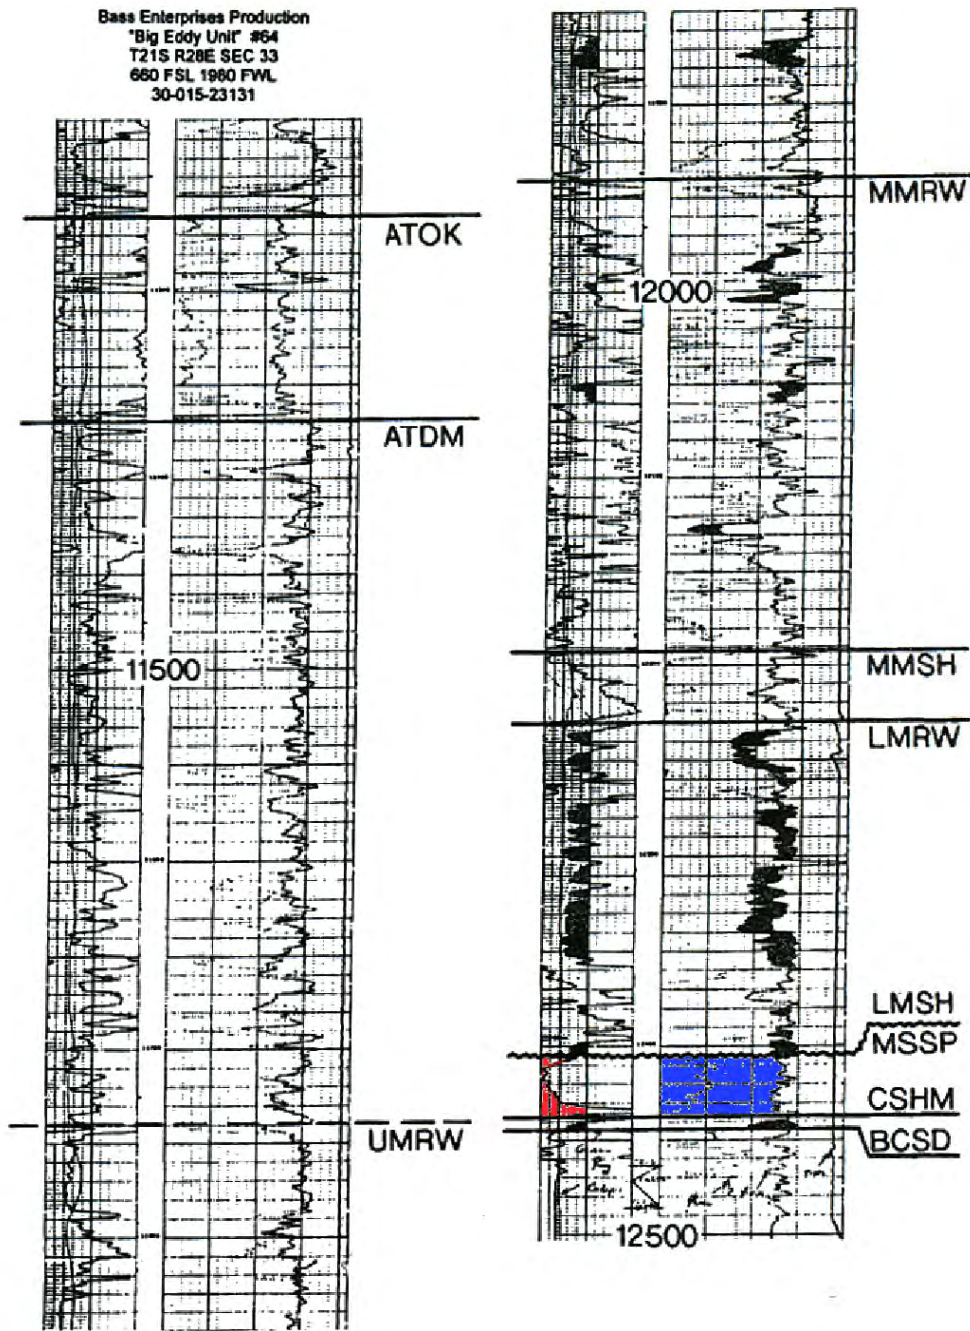 Bass Enterprises Production
"Big Eddy Unit" #64
T21S R28E SEC 33
660 FSL 1980 FWL
30-015-23131
ATOK
ATDM
11500
UMRW
MMRW
12000
MMSH
LMRW
LMSH
MSSP
CSHM
BCSD
12500